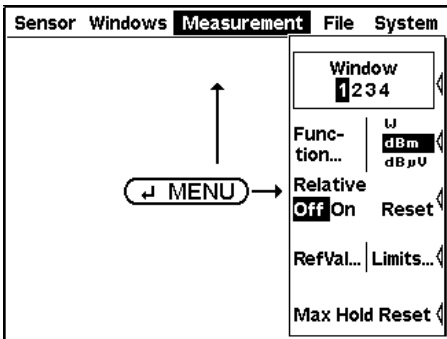 Sensor Windows Measurement File System
Window
1234
Func-
tion...
W
dBm
dBµV
Relative
Off On Reset
↵ MENU
RefVal... Limits...
Max Hold Reset